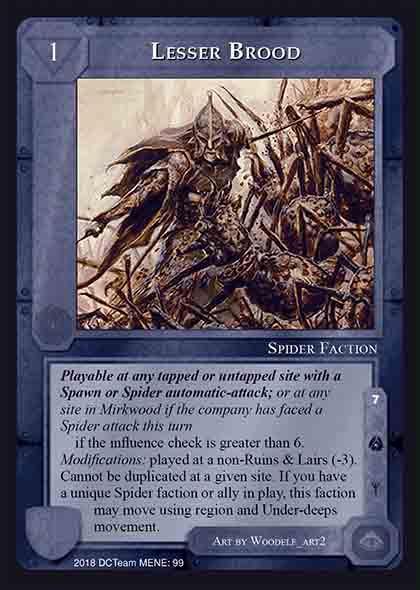 1
Lesser Brood
Spider Faction
Playable at any tapped or untapped site with a
Spawn or Spider automatic-attack; or at any
site in Mirkwood if the company has faced a
Spider attack this turn
if the influence check is greater than 6.
Modifications: played at a non-Ruins & Lairs (-3).
Cannot be duplicated at a given site. If you have
a unique Spider faction or ally in play, this faction
may move using region and Under-deeps
movement.
7
Art by Woodelf_art2
2018 DCTeam MENE: 99